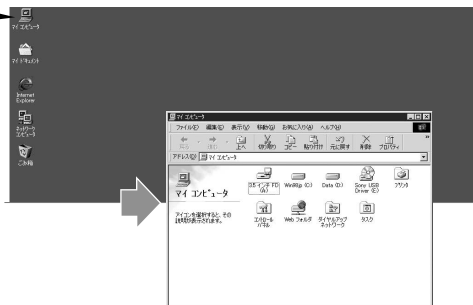 マイ コンピュータ
マイ ドキュメント
Internet
Explorer
ネットワーク
コンピュータ
ごみ箱
マイ コンピュータ
ファイル(F) 編集(E) 表示(V) 移動(G) お気に入り(A) ヘルプ(H)
戻る 進む 上へ 切り取り コピー 貼り付け 元に戻す 削除 プロパティ
アドレス(D) マイ コンピュータ
マイ コンピュータ
アイコンを選択すると、その
説明が表示されます。
3.5 インチ FD
(A:)
Win98jp (C:)
Data (D:)
Sony USB
Driver (E:)
プリンタ
コントロール
パネル
Web フォルダ
ダイヤルアップ
ネットワーク
タスク